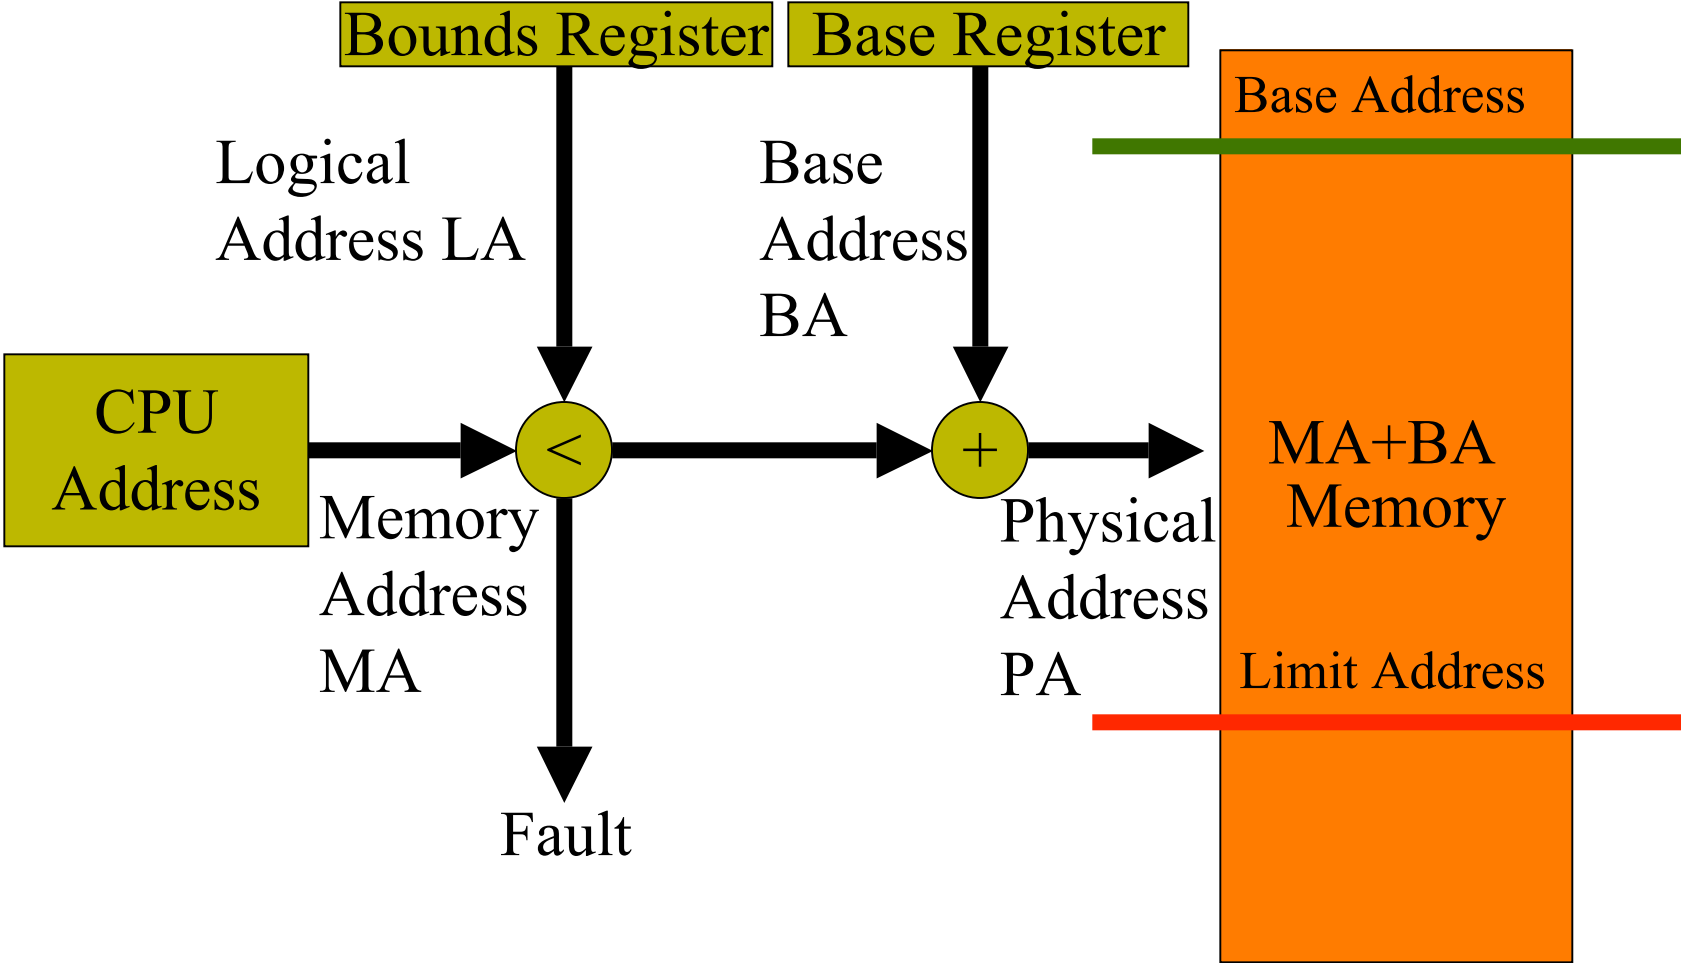 Bounds Register
Base Register
Base Address
Logical
Address LA
Base
Address
BA
CPU
Address
<
+
MA+BA
Memory
Memory
Address
MA
Physical
Address
PA
Limit Address
Fault